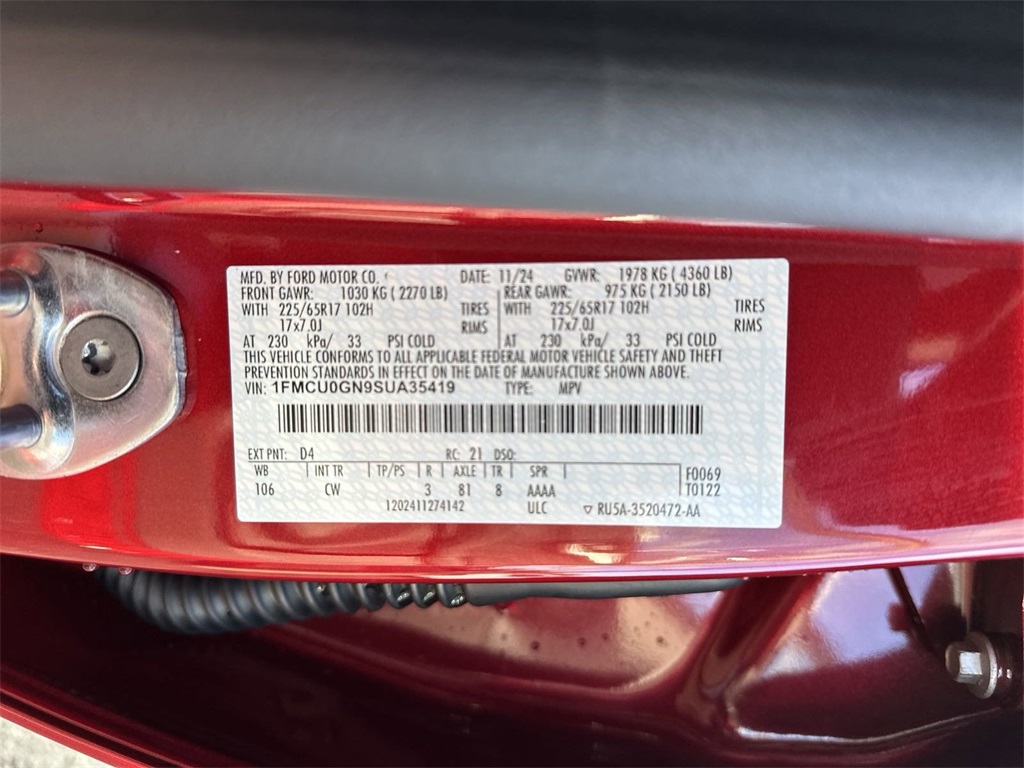 MFD. BY FORD MOTOR CO. DATE: 11/24 GVWR: 1978 KG ( 4360 LB)
FRONT GAWR: 1030 KG ( 2270 LB) REAR GAWR: 975 KG ( 2150 LB)
WITH 225/65R17 102H TIRES WITH 225/65R17 102H TIRES
17x7.0J RIMS 17x7.0J RIMS
AT 230 kPa/ 33 PSI COLD AT 230 kPa/ 33 PSI COLD
THIS VEHICLE CONFORMS TO ALL APPLICABLE FEDERAL MOTOR VEHICLE SAFETY AND THEFT
PREVENTION STANDARDS IN EFFECT ON THE DATE OF MANUFACTURE SHOWN ABOVE.
VIN: 1FMCU0GN9SUA35419 TYPE: MPV
EXT PNT: D4 RC: 21 DSO:
WB INT TR TP/PS R AXLE TR SPR F0069
106 CW 3 81 8 AAAA T0122
1202411274142 ULC ▽ RU5A-3520472-AA